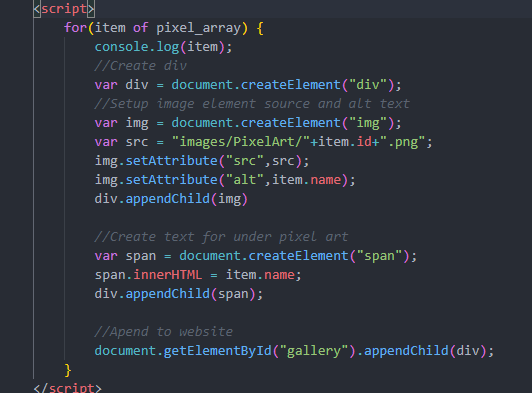 <script>
for(item of pixel_array) {
console.log(item);
//Create div
var div = document.createElement("div");
//Setup image element source and alt text
var img = document.createElement("img");
var src = "images/PixelArt/"+item.id+".png";
img.setAttribute("src",src);
img.setAttribute("alt",item.name);
div.appendChild(img)
//Create text for under pixel art
var span = document.createElement("span");
span.innerHTML = item.name;
div.appendChild(span);
//Apend to website
document.getElementById("gallery").appendChild(div);
}
</script>